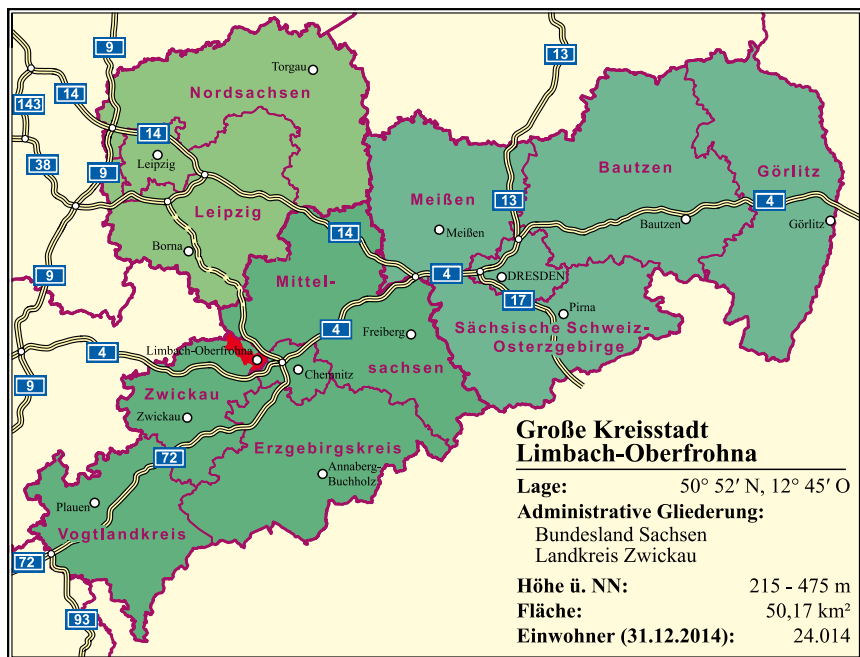 9
13
Torgau
14
143
Nordsachsen
14
Leipzig
38
9
Bautzen
Görlitz
Meißen
13
4
Leipzig
14
Meißen
Bautzen
Görlitz
Borna
9
Mittel-
4
DRESDEN
17
Pirna
4
Freiberg
Sächsische Schweiz-
Osterzgebirge
4
Limbach-Oberfrohna
sachsen
Chemnitz
9
Zwickau
Zwickau
Erzgebirgskreis
72
Annaberg-
Buchholz
Plauen
Vogtlandkreis
72
93
Große Kreisstadt
Limbach-Oberfrohna
Lage: 50° 52′ N, 12° 45′ O
Administrative Gliederung:
Bundesland Sachsen
Landkreis Zwickau
Höhe ü. NN: 215 - 475 m
Fläche: 50,17 km²
Einwohner (31.12.2014): 24.014